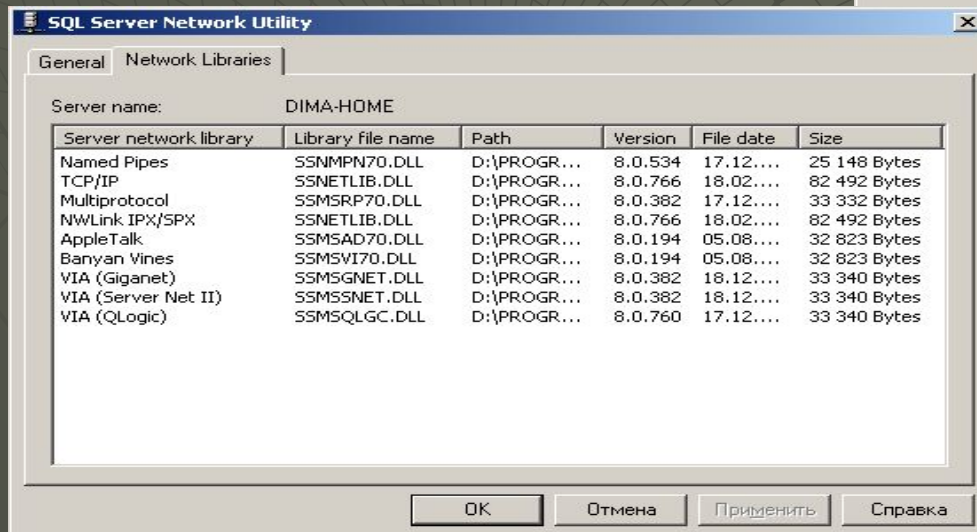 SQL Server Network Utility
General Network Libraries
Server name: DIMA-HOME
Server network library Library file name Path Version File date Size
Named Pipes SSNMPN70.DLL D:\PROGR... 8.0.534 17.12.... 25 148 Bytes
TCP/IP SSNETLIB.DLL D:\PROGR... 8.0.766 18.02.... 82 492 Bytes
Multiprotocol SSMSRP70.DLL D:\PROGR... 8.0.382 17.12.... 33 332 Bytes
NWLink IPX/SPX SSNETLIB.DLL D:\PROGR... 8.0.766 18.02.... 82 492 Bytes
AppleTalk SSMSAD70.DLL D:\PROGR... 8.0.194 05.08.... 32 823 Bytes
Banyan Vines SSMSVI70.DLL D:\PROGR... 8.0.194 05.08.... 32 823 Bytes
VIA (Giganet) SSMSGNET.DLL D:\PROGR... 8.0.382 18.12.... 33 340 Bytes
VIA (Server Net II) SSMSSNET.DLL D:\PROGR... 8.0.382 18.12.... 33 340 Bytes
VIA (QLogic) SSMSQLGC.DLL D:\PROGR... 8.0.760 17.12.... 33 340 Bytes
OK Отмена Применить Справка